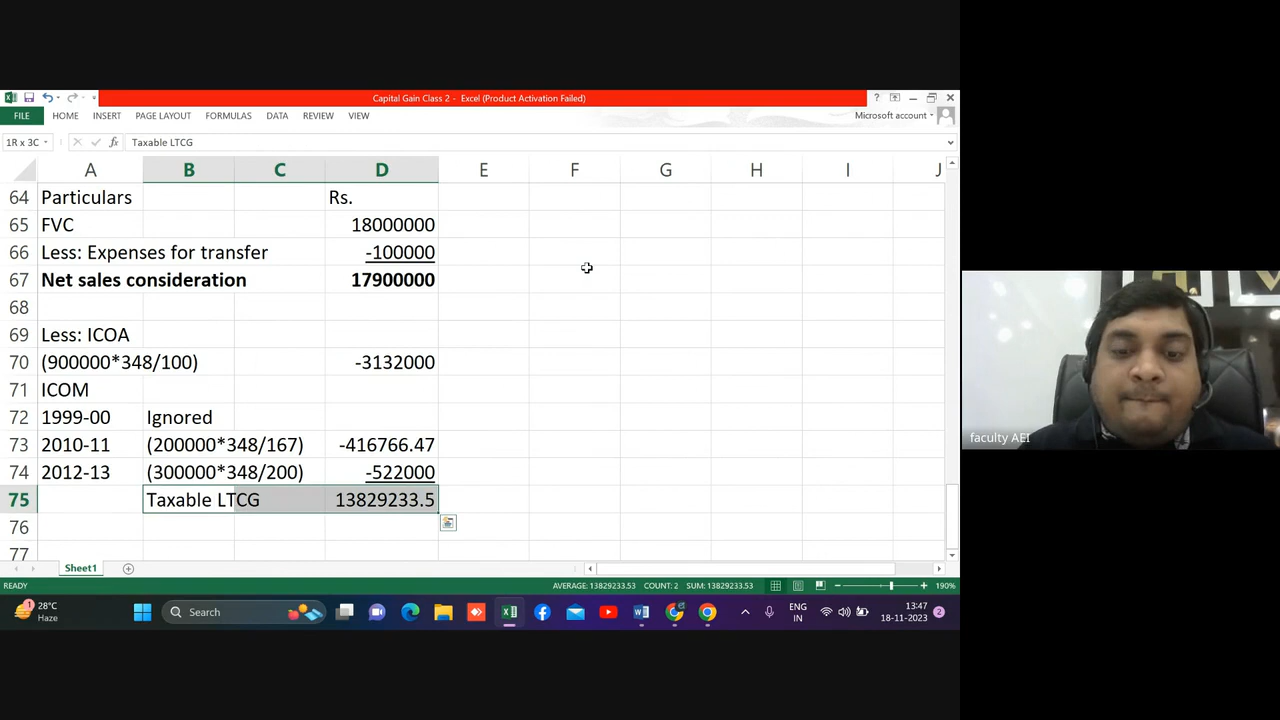 Capital Gain Class 2 - Excel (Product Activation Failed)
FILE HOME INSERT PAGE LAYOUT FORMULAS DATA REVIEW VIEW Microsoft account
1R x 3C fx Taxable LTCG
A B C D E F G H I J
64 Particulars Rs.
65 FVC 18000000
66 Less: Expenses for transfer -100000
67 Net sales consideration 17900000
68
69 Less: ICOA
70 (900000*348/100) -3132000
71 ICOM
72 1999-00 Ignored
73 2010-11 (200000*348/167) -416766.47
74 2012-13 (300000*348/200) -522000
75 Taxable LTCG 13829233.5
76
77
Sheet1
READY AVERAGE: 13829233.53 COUNT: 2 SUM: 13829233.53 190%
28°C
Haze
Search
ENG
IN
13:47
18-11-2023
2
faculty AEI